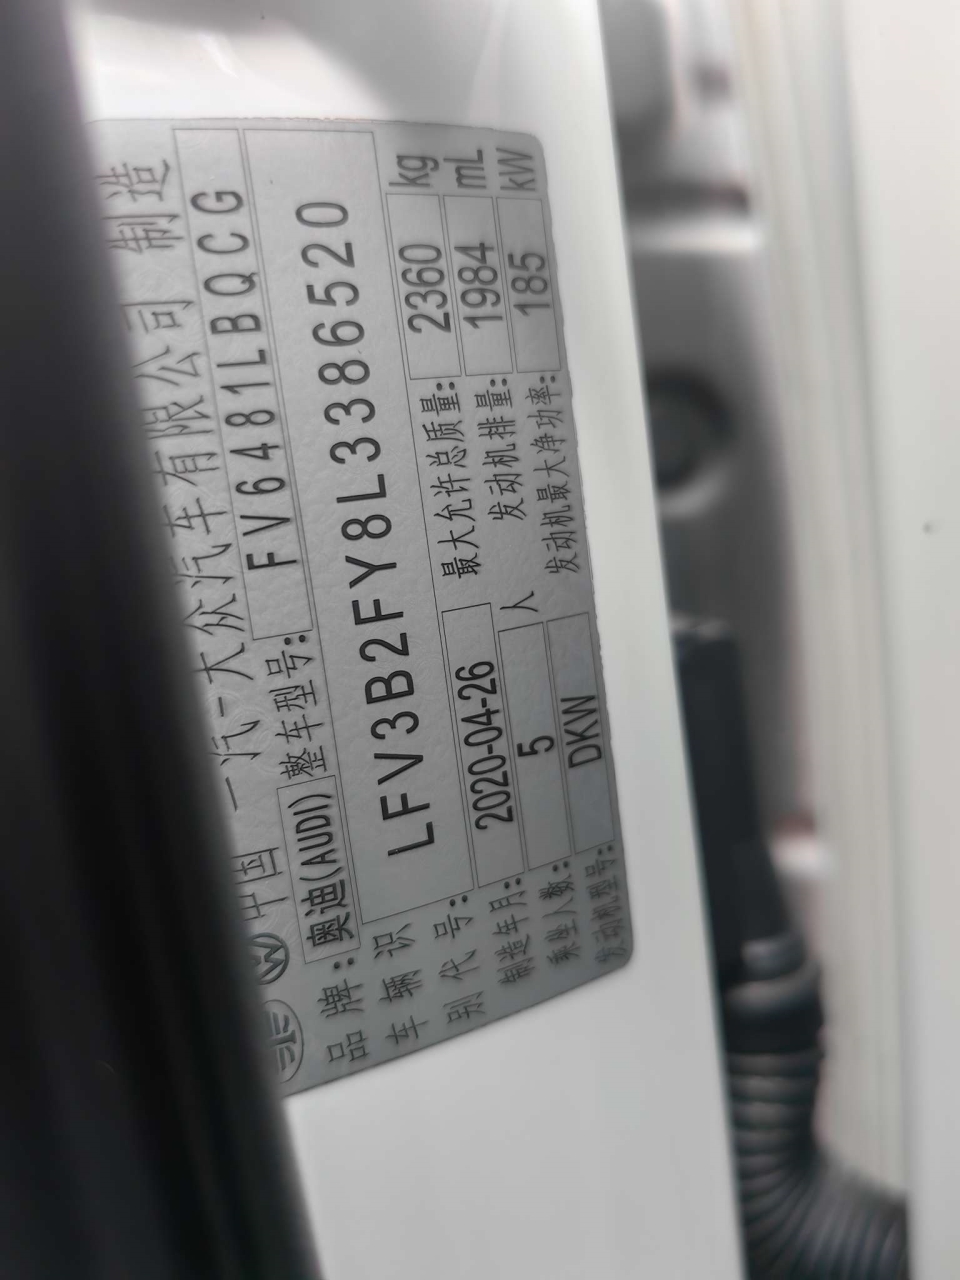 中国 一汽-大众汽车有限公司 制造
品牌: 奥迪(AUDI) 整车型号: FV6481LBQCG
车辆识别代号: LFV3B2FY8L3386520
制造年月: 2020-04-26 最大允许总质量: 2360 kg
乘坐人数: 5 人 发动机排量: 1984 mL
发动机型号: DKW 发动机最大净功率: 185 kW